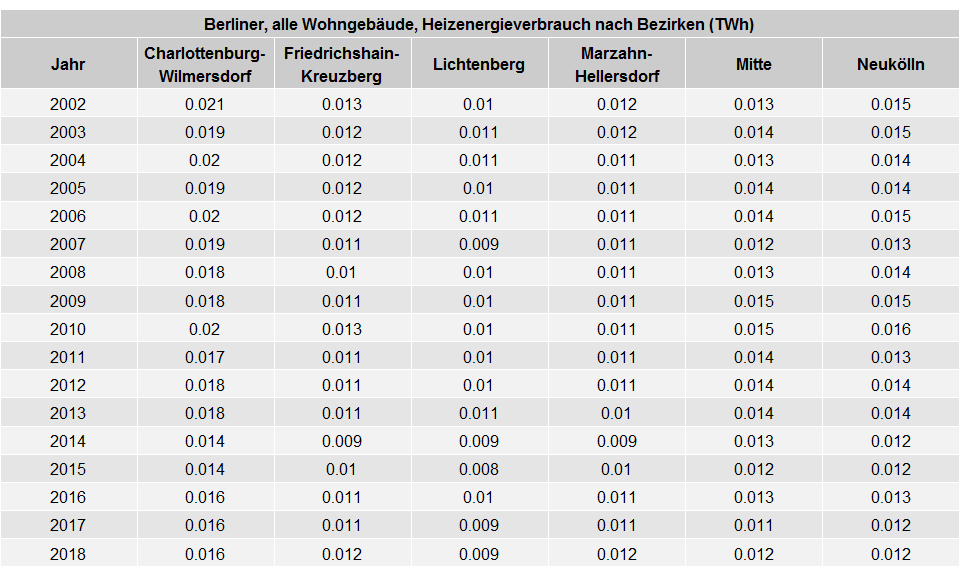 Berliner, alle Wohngebäude, Heizenergieverbrauch nach Bezirken (TWh)
Jahr Charlottenburg-Wilmersdorf Friedrichshain-Kreuzberg Lichtenberg Marzahn-Hellersdorf Mitte Neukölln
2002 0.021 0.013 0.01 0.012 0.013 0.015
2003 0.019 0.012 0.011 0.012 0.014 0.015
2004 0.02 0.012 0.011 0.011 0.013 0.014
2005 0.019 0.012 0.01 0.011 0.014 0.014
2006 0.02 0.012 0.011 0.011 0.014 0.015
2007 0.019 0.011 0.009 0.011 0.012 0.013
2008 0.018 0.01 0.01 0.011 0.013 0.014
2009 0.018 0.011 0.01 0.011 0.015 0.015
2010 0.02 0.013 0.01 0.011 0.015 0.016
2011 0.017 0.011 0.01 0.011 0.014 0.013
2012 0.018 0.011 0.01 0.011 0.014 0.014
2013 0.018 0.011 0.011 0.01 0.014 0.014
2014 0.014 0.009 0.009 0.009 0.013 0.012
2015 0.014 0.01 0.008 0.01 0.012 0.012
2016 0.016 0.011 0.01 0.011 0.013 0.013
2017 0.016 0.011 0.009 0.011 0.011 0.012
2018 0.016 0.012 0.009 0.012 0.012 0.012